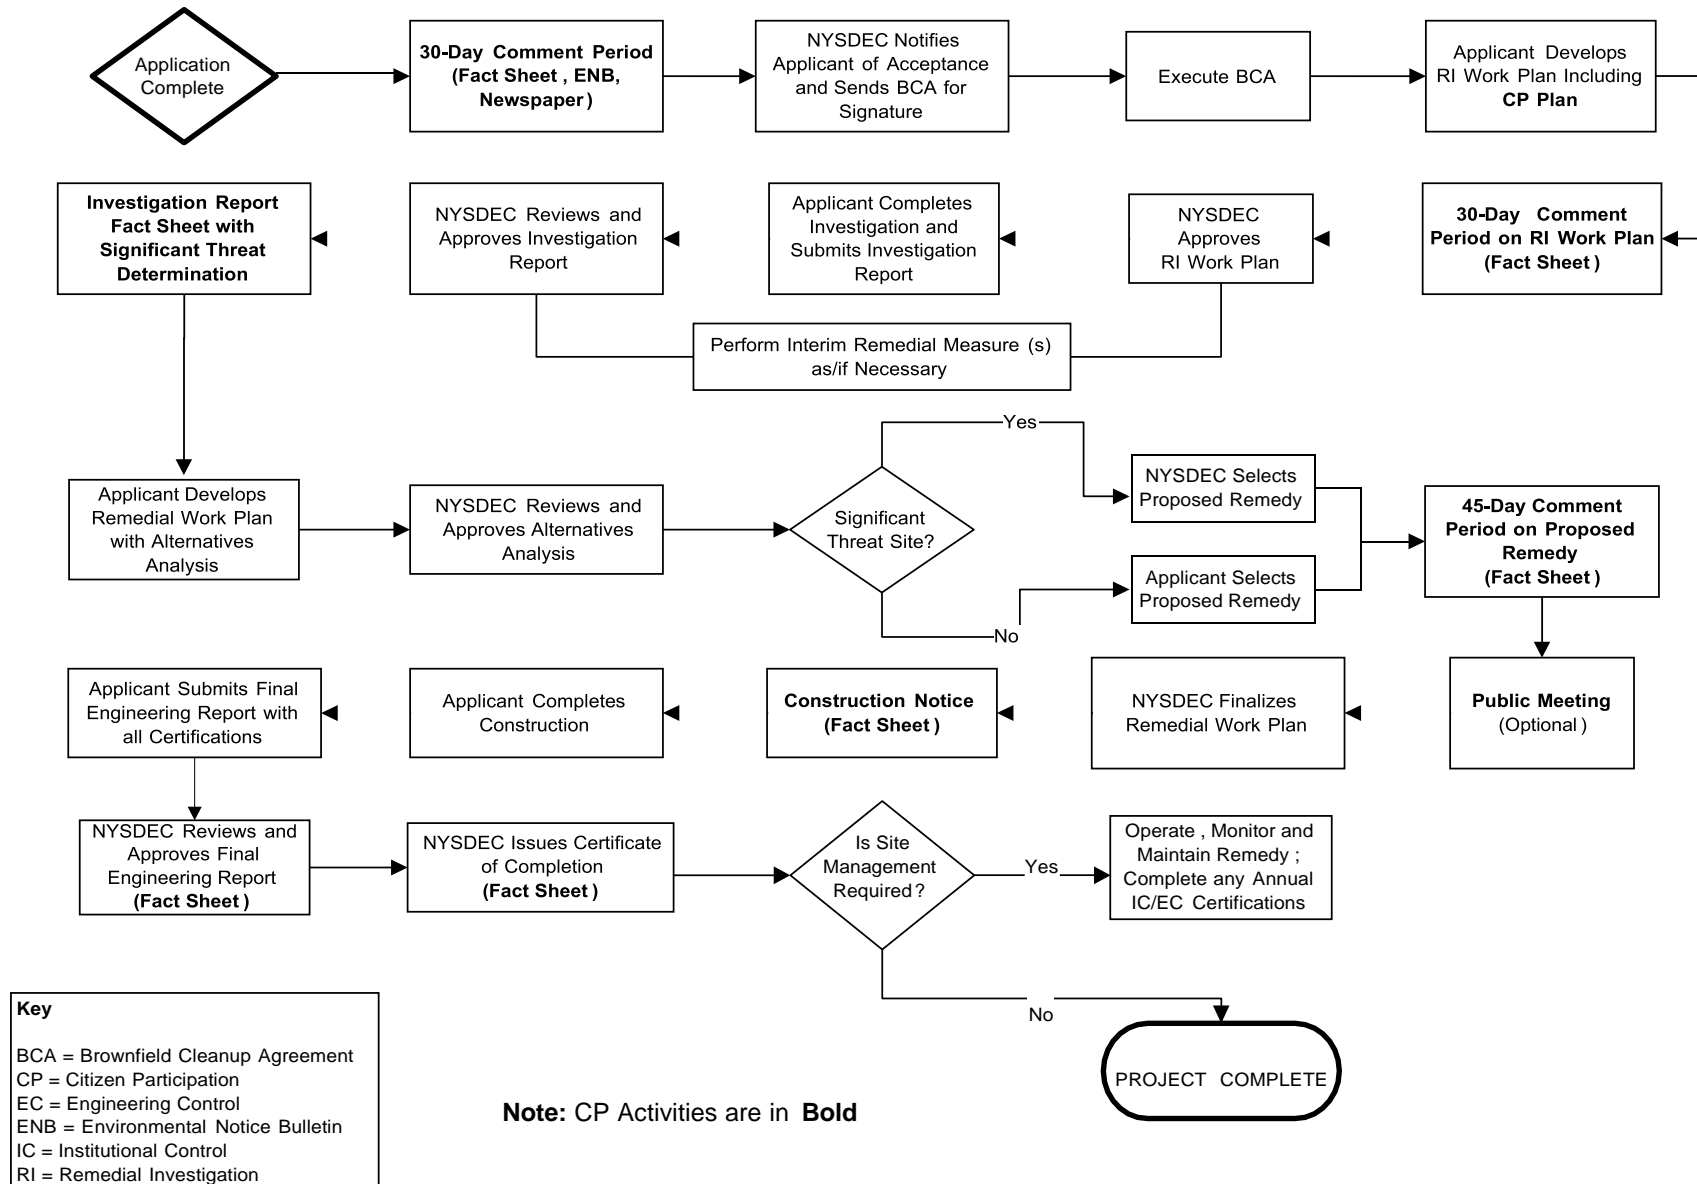 Application
Complete
30-Day Comment Period
(Fact Sheet , ENB,
Newspaper )
NYSDEC Notifies
Applicant of Acceptance
and Sends BCA for
Signature
Execute BCA
Applicant Develops
RI Work Plan Including
CP Plan
Investigation Report
Fact Sheet with
Significant Threat
Determination
NYSDEC Reviews and
Approves Investigation
Report
Applicant Completes
Investigation and
Submits Investigation
Report
NYSDEC
Approves
RI Work Plan
30-Day Comment
Period on RI Work Plan
(Fact Sheet )
Perform Interim Remedial Measure (s)
as/if Necessary
Applicant Develops
Remedial Work Plan
with Alternatives
Analysis
NYSDEC Reviews and
Approves Alternatives
Analysis
Significant
Threat Site?
Yes
No
NYSDEC Selects
Proposed Remedy
Applicant Selects
Proposed Remedy
45-Day Comment
Period on Proposed
Remedy
(Fact Sheet )
Applicant Submits Final
Engineering Report with
all Certifications
Applicant Completes
Construction
Construction Notice
(Fact Sheet )
NYSDEC Finalizes
Remedial Work Plan
Public Meeting
(Optional )
NYSDEC Reviews and
Approves Final
Engineering Report
(Fact Sheet )
NYSDEC Issues Certificate
of Completion
(Fact Sheet )
Is Site
Management
Required ?
Yes
No
Operate , Monitor and
Maintain Remedy ;
Complete any Annual
IC/EC Certifications
PROJECT COMPLETE
Key
BCA = Brownfield Cleanup Agreement
CP = Citizen Participation
EC = Engineering Control
ENB = Environmental Notice Bulletin
IC = Institutional Control
RI = Remedial Investigation
Note: CP Activities are in Bold